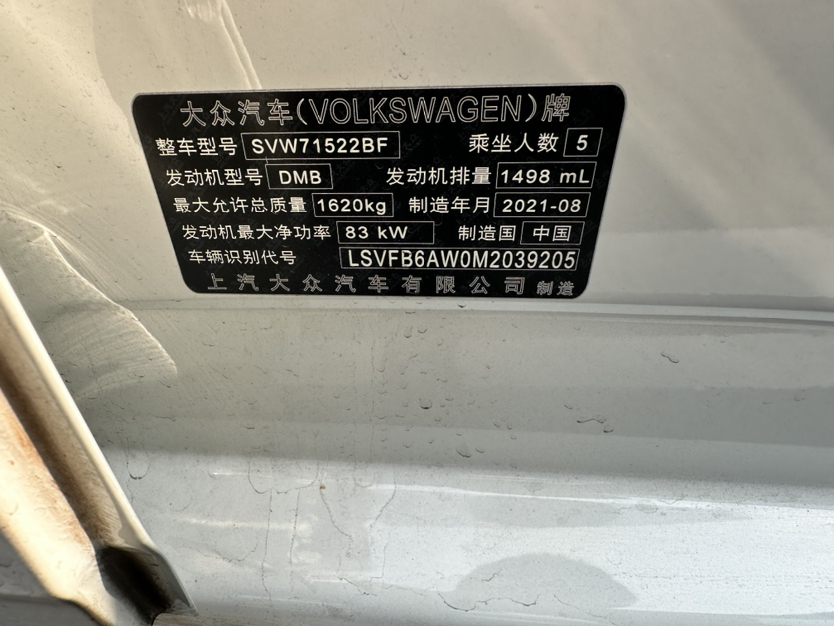 大众汽车(VOLKSWAGEN)牌
整车型号 SVW71522BF 乘坐人数 5
发动机型号 DMB 发动机排量 1498 mL
最大允许总质量 1620kg 制造年月 2021-08
发动机最大净功率 83 kW 制造国 中国
车辆识别代号 LSVFB6AW0M2039205
上汽大众汽车有限公司 制造